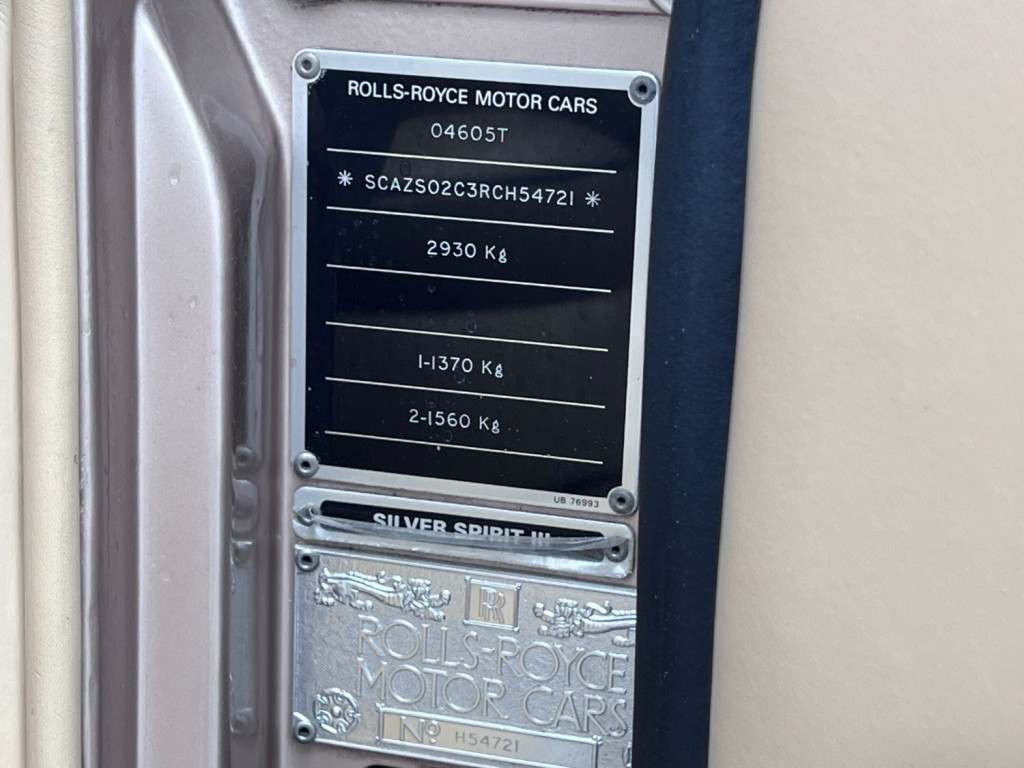 ROLLS-ROYCE MOTOR CARS
04605T
* SCAZS02C3RCH54721 *
2930 Kg
1-1370 Kg
2-1560 Kg
UB 76993
SILVER SPIRIT III
RR
ROLLS-ROYCE
MOTOR CARS
Nº H54721